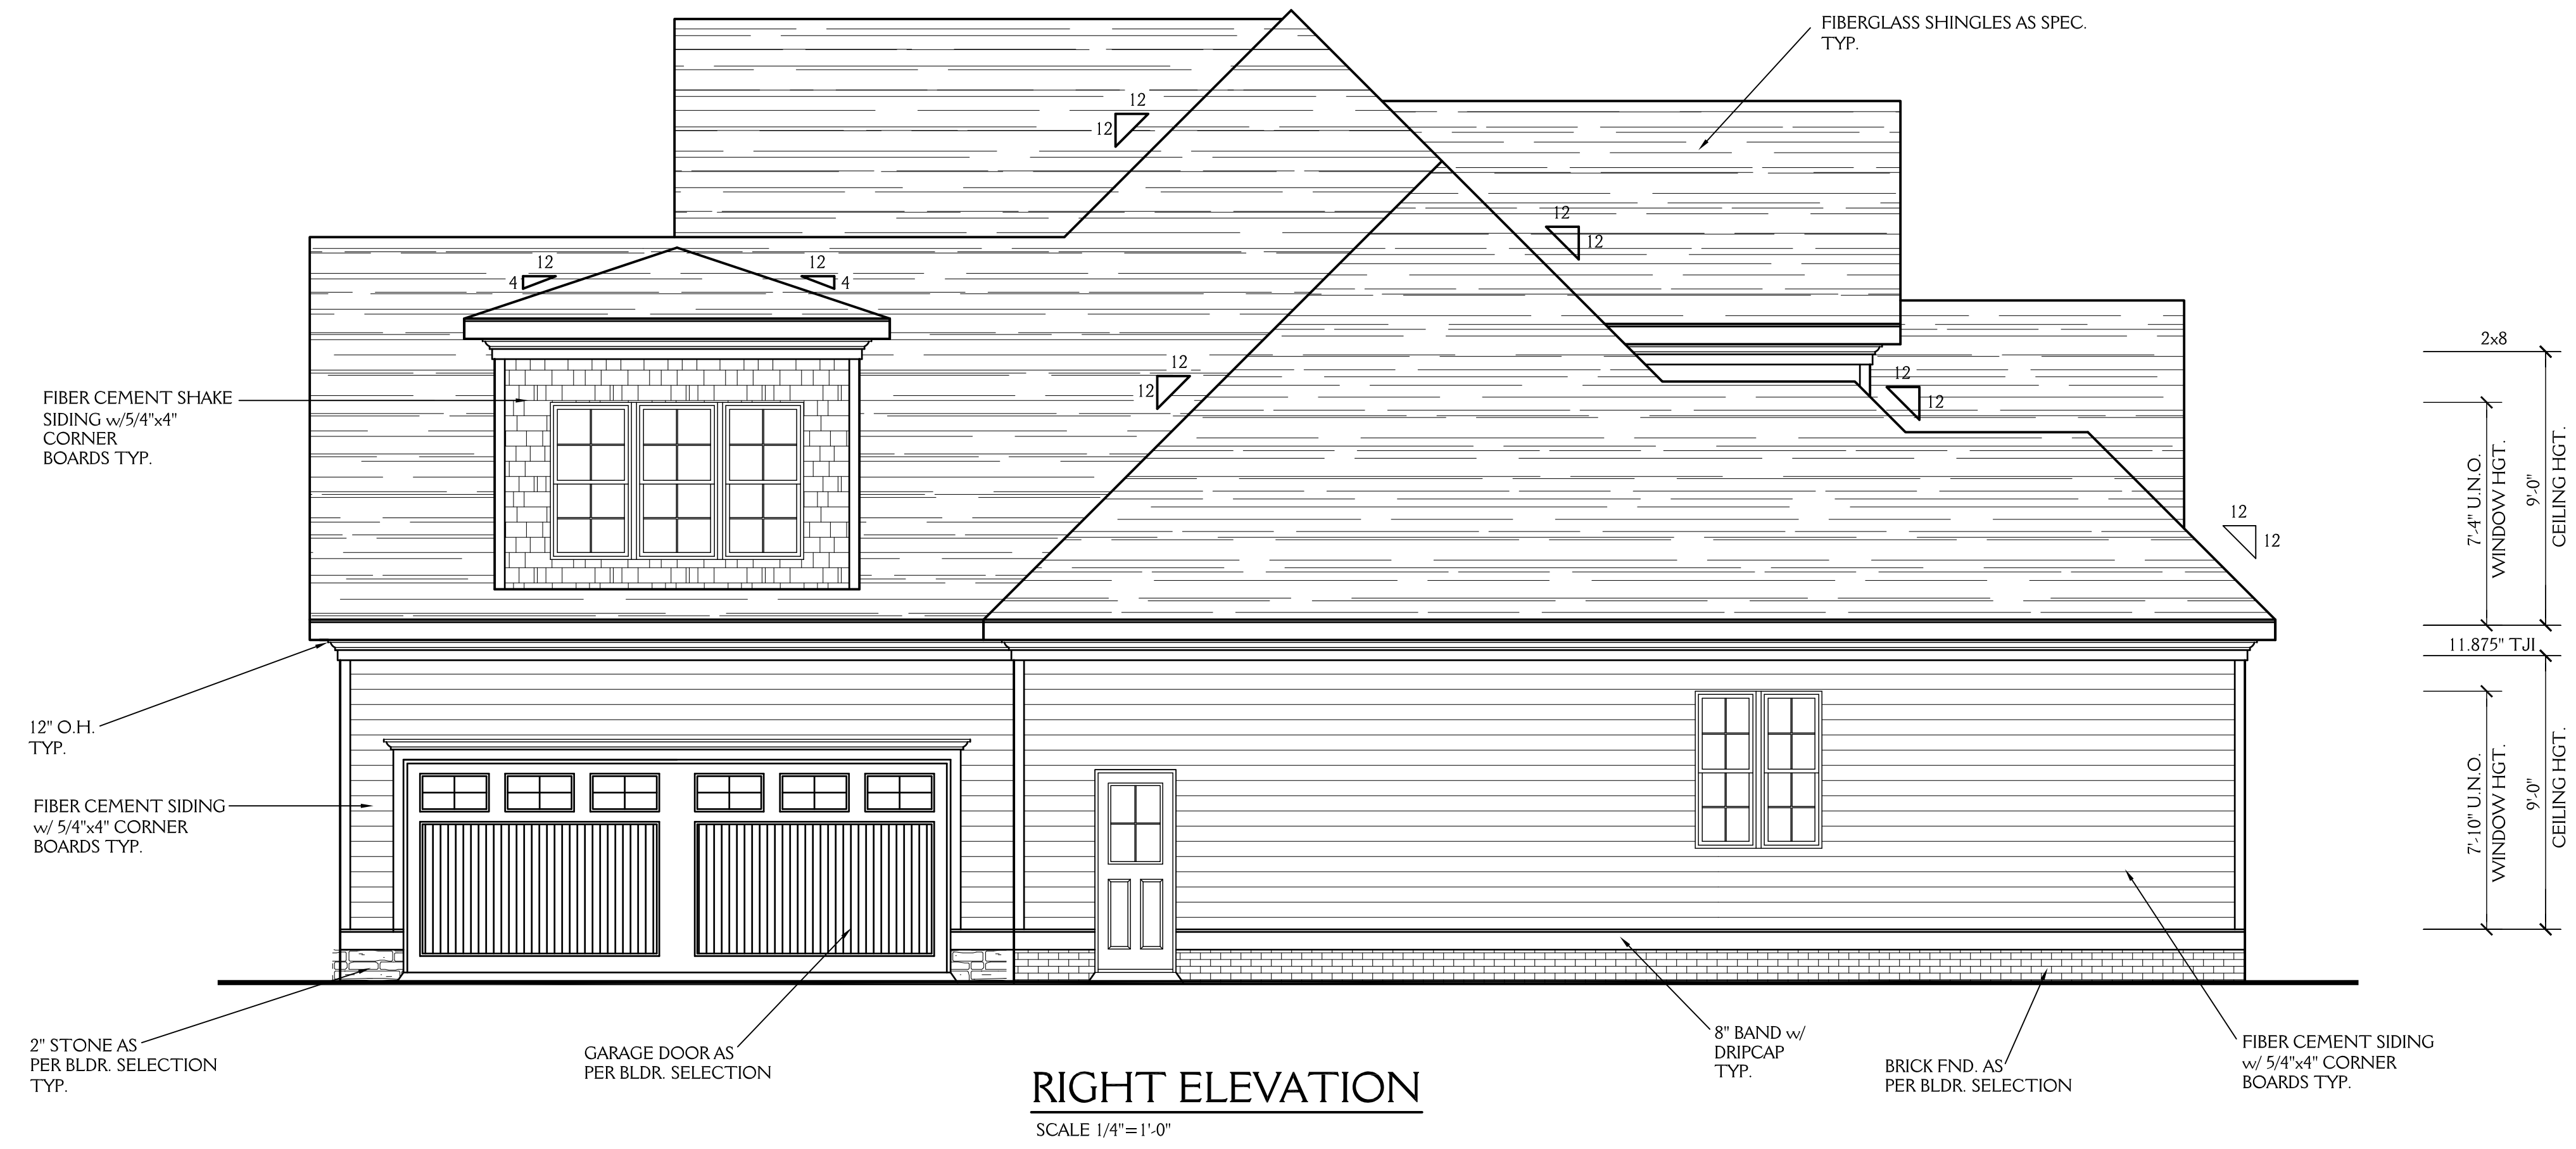 FIBERGLASS SHINGLES AS SPEC.
TYP.
12
12
12
12
12
4
12
4
12
12
12
12
12
12
2x8
7'-4" U.N.O.
WINDOW HGT.
9'-0"
CEILING HGT.
FIBER CEMENT SHAKE
SIDING w/5/4"x4"
CORNER
BOARDS TYP.
11.875" TJI
12" O.H.
TYP.
FIBER CEMENT SIDING
w/ 5/4"x4" CORNER
BOARDS TYP.
7'-10" U.N.O.
WINDOW HGT.
9'-0"
CEILING HGT.
2" STONE AS
PER BLDR. SELECTION
TYP.
GARAGE DOOR AS
PER BLDR. SELECTION
8" BAND w/
DRIPCAP
TYP.
BRICK FND. AS
PER BLDR. SELECTION
FIBER CEMENT SIDING
w/ 5/4"x4" CORNER
BOARDS TYP.
RIGHT ELEVATION
SCALE 1/4"=1'-0"